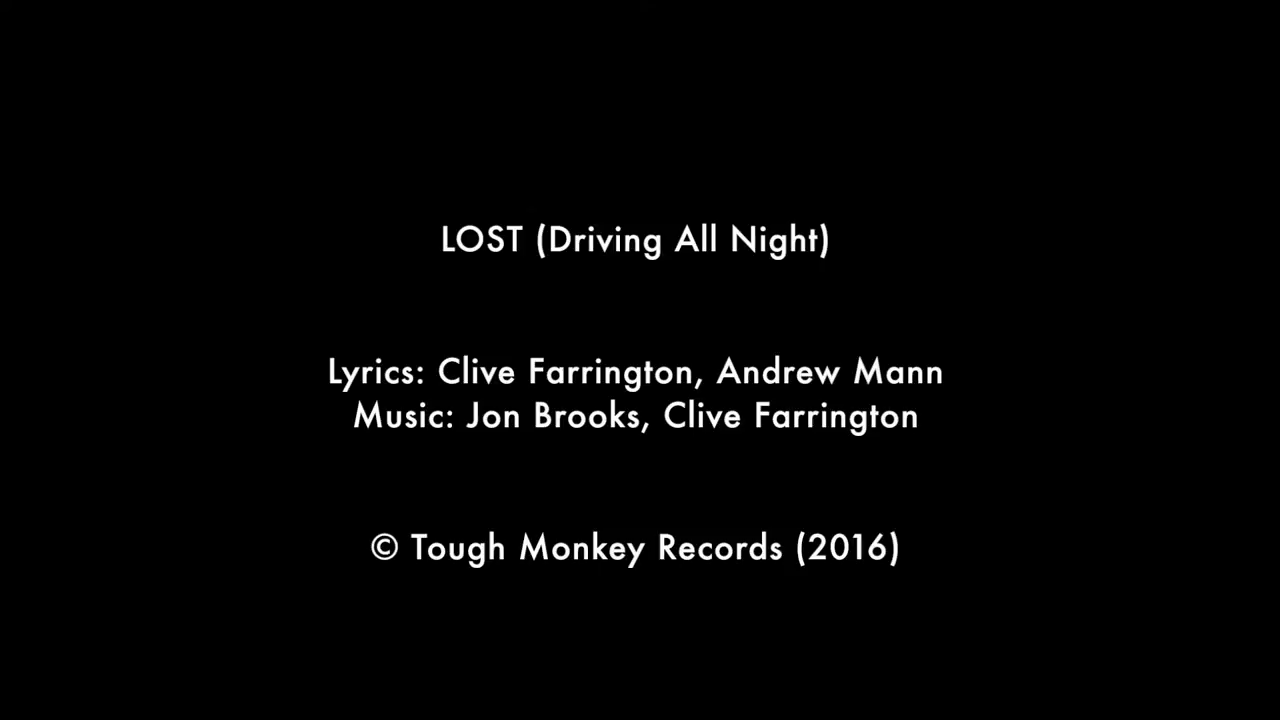 LOST (Driving All Night)
Lyrics: Clive Farrington, Andrew Mann
Music: Jon Brooks, Clive Farrington
© Tough Monkey Records (2016)